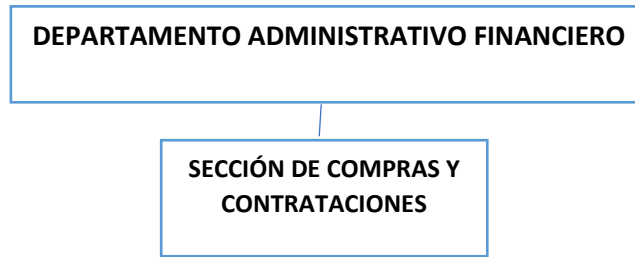 DEPARTAMENTO ADMINISTRATIVO FINANCIERO
SECCIÓN DE COMPRAS Y
CONTRATACIONES